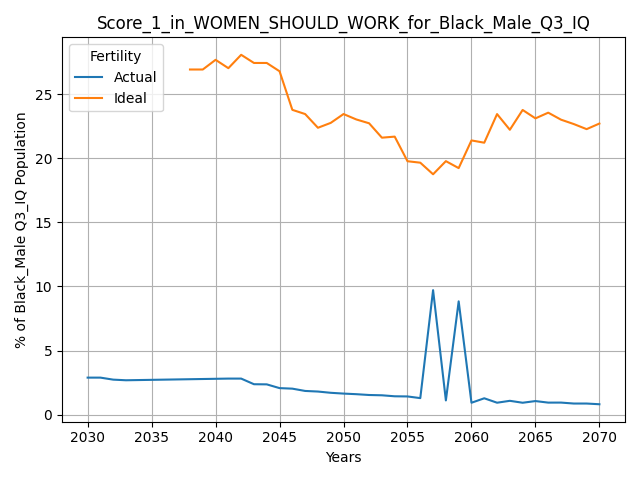 Score_1_in_WOMEN_SHOULD_WORK_for_Black_Male_Q3_IQ
Fertility
Actual
Ideal
% of Black_Male Q3_IQ Population
25
20
15
10
5
0
2030 2035 2040 2045 2050 2055 2060 2065 2070
Years